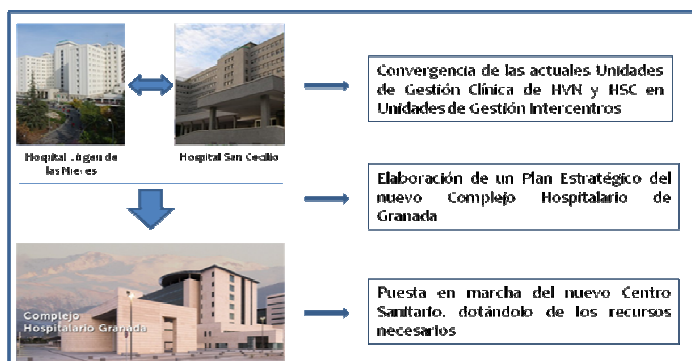 Convergencia de las actuales Unidades
de Gestión Clínica de HVN y HSC en
Unidades de Gestión Intercentros
Hospital Virgen de
las Nieves
Hospital San Cecilio
Elaboración de un Plan Estratégico del
nuevo Complejo Hospitalario de
Granada
Complejo
Hospitalario Granada
Puesta en marcha del nuevo Centro
Sanitario, dotándolo de los recursos
necesarios